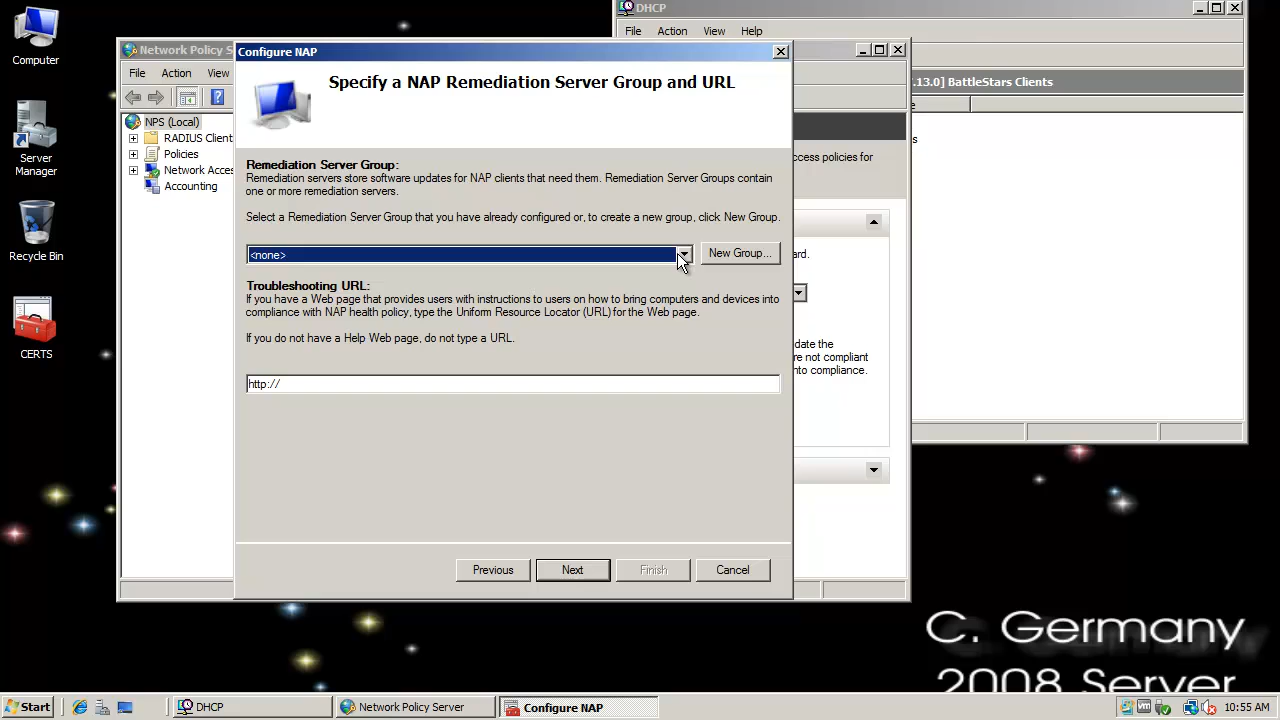 Computer
Server
Manager
Recycle Bin
CERTS
DHCP
File Action View Help
.13.0] BattleStars Clients
e
s
Network Policy S
File Action View
NPS (Local)
RADIUS Client
Policies
Network Acces
Accounting
ccess policies for
ard.
date the
re not compliant
to compliance.
Configure NAP
Specify a NAP Remediation Server Group and URL
Remediation Server Group:
Remediation servers store software updates for NAP clients that need them. Remediation Server Groups contain
one or more remediation servers.
Select a Remediation Server Group that you have already configured or, to create a new group, click New Group.
<none>
New Group...
Troubleshooting URL:
If you have a Web page that provides users with instructions to users on how to bring computers and devices into
compliance with NAP health policy, type the Uniform Resource Locator (URL) for the Web page.
If you do not have a Help Web page, do not type a URL.
http://
Previous Next Finish Cancel
C. Germany
2008 Server
Start DHCP Network Policy Server Configure NAP 10:55 AM